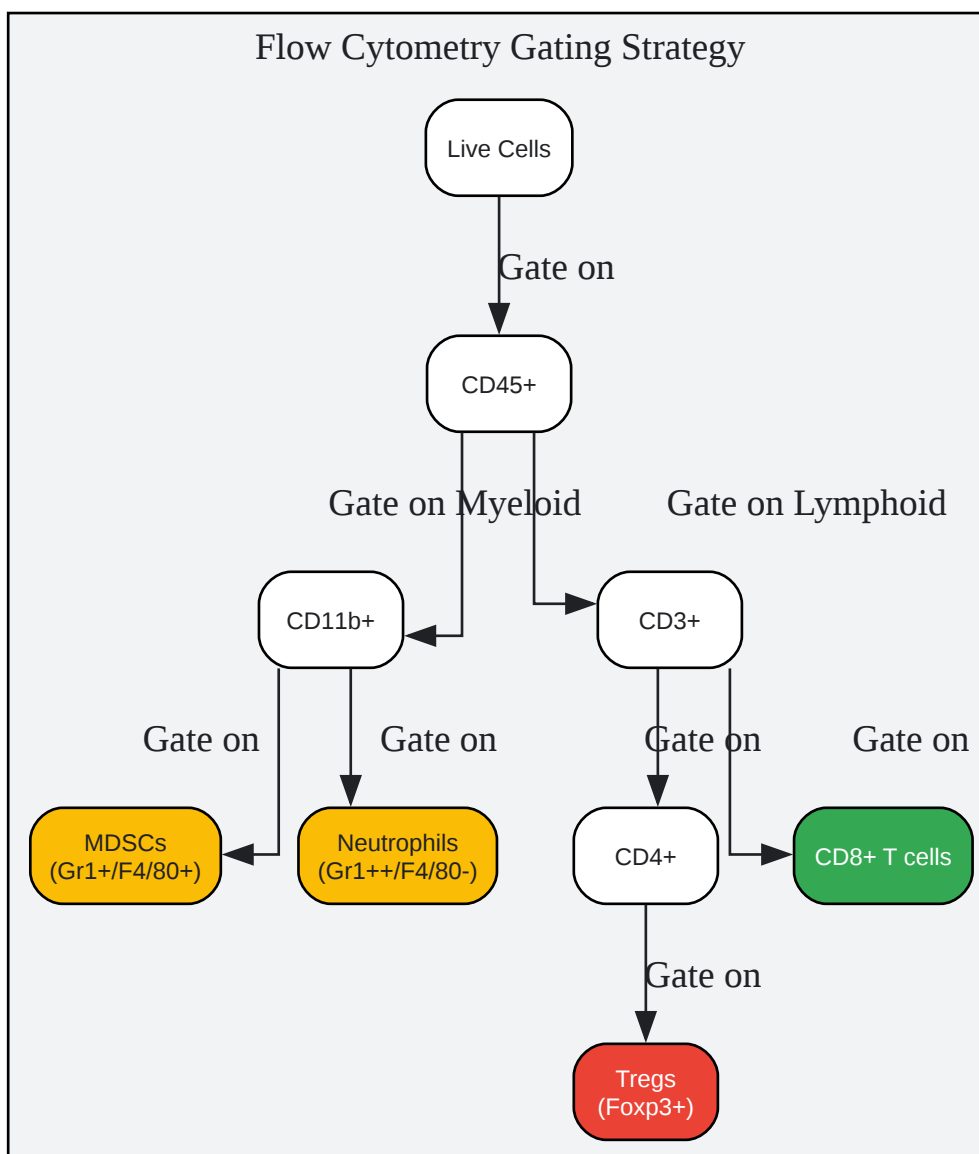 Flow Cytometry Gating Strategy
Live Cells
Gate on
CD45+
Gate on Myeloid
Gate on Lymphoid
CD11b+
CD3+
Gate on
Gate on
Gate on
Gate on
MDSCs
(Gr1+/F4/80+)
Neutrophils
(Gr1++/F4/80-)
CD4+
CD8+ T cells
Gate on
Tregs
(Foxp3+)